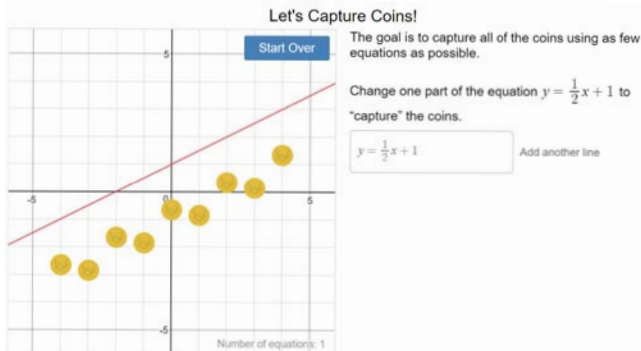 Let's Capture Coins!
Start Over
The goal is to capture all of the coins using as few
equations as possible.
Change one part of the equation y = 1/2 x + 1 to
"capture" the coins.
y = 1/2 x + 1
Add another line
5
-5
0
5
-5
Number of equations: 1